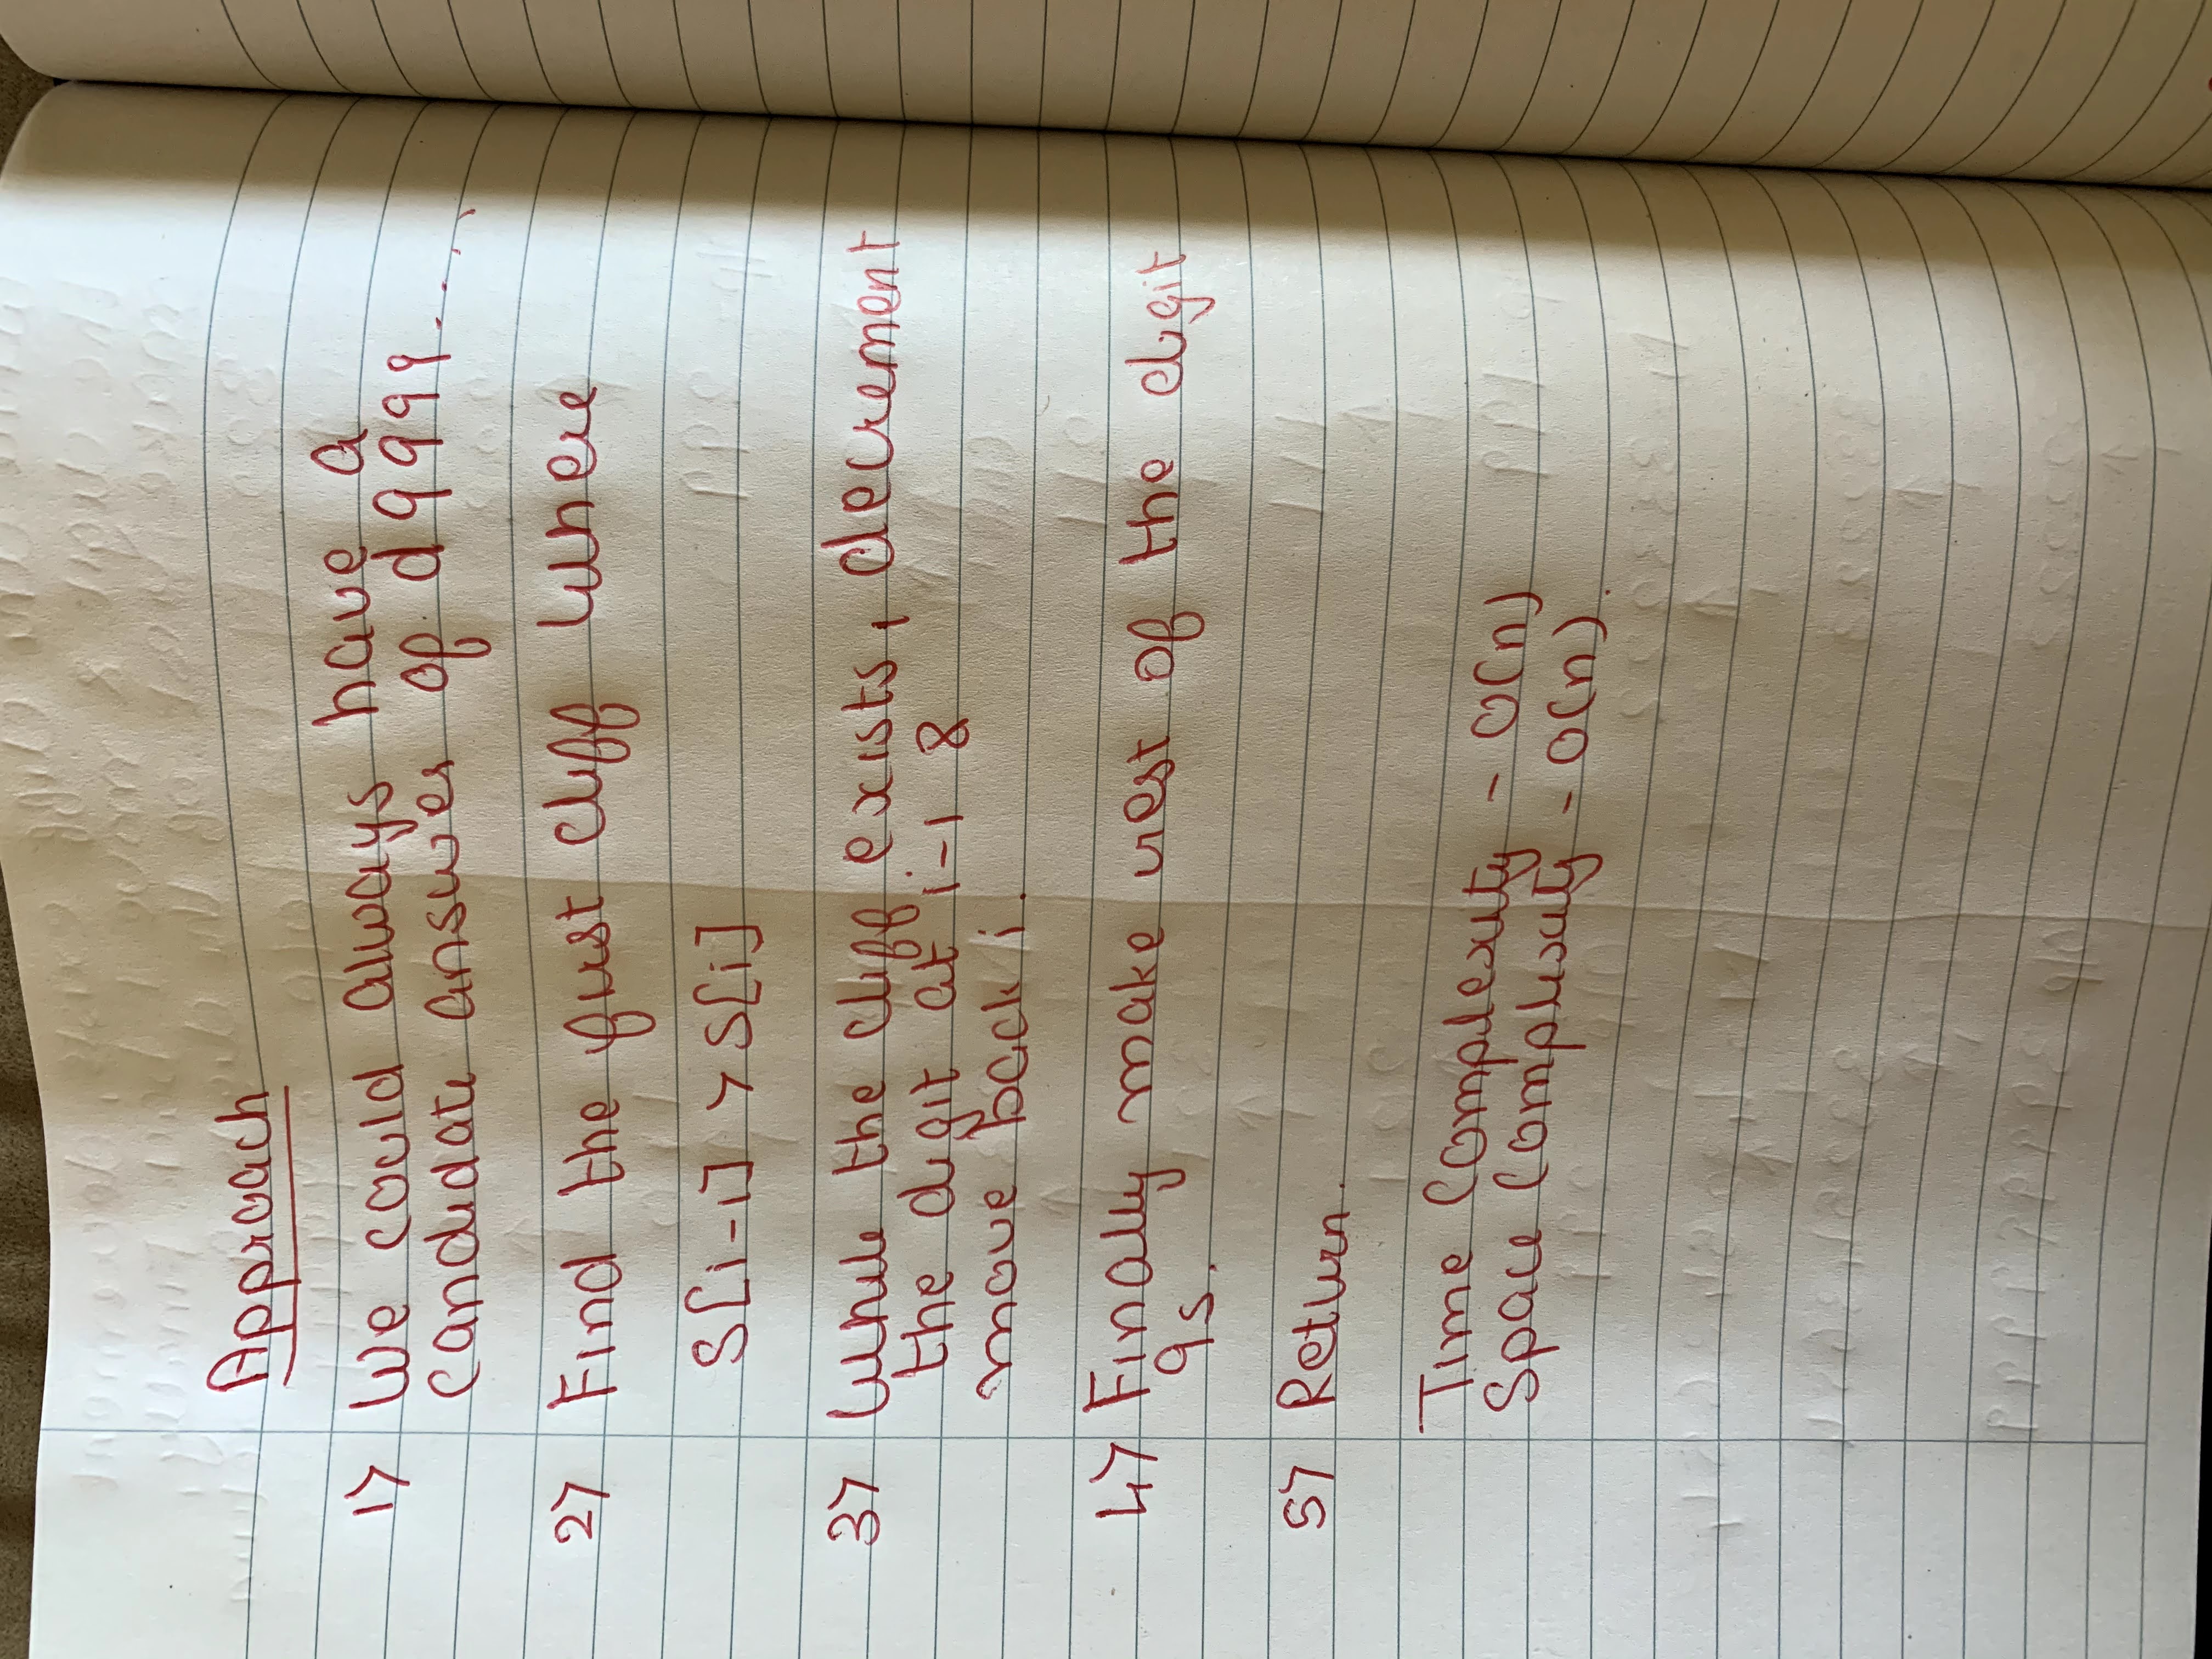 Approach
1> We could always have a
candidate answer of d999....
2> Find the first cliff where
S[i-1] > S[i]
3> While the cliff exists, decrement
the digit at i-1 &
move back i.
4> Finally make rest of the digit
9s.
5> Return.
Time Complexity - O(n)
Space Complexity - O(n).